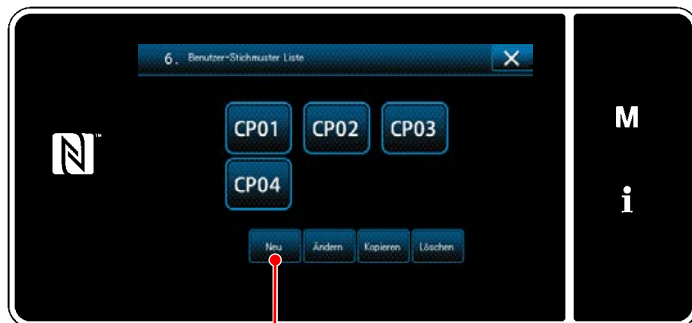 6. Benutzer-Stichmuster Liste
CP01 CP02 CP03
CP04
Neu Ändern Kopieren Löschen
M
i